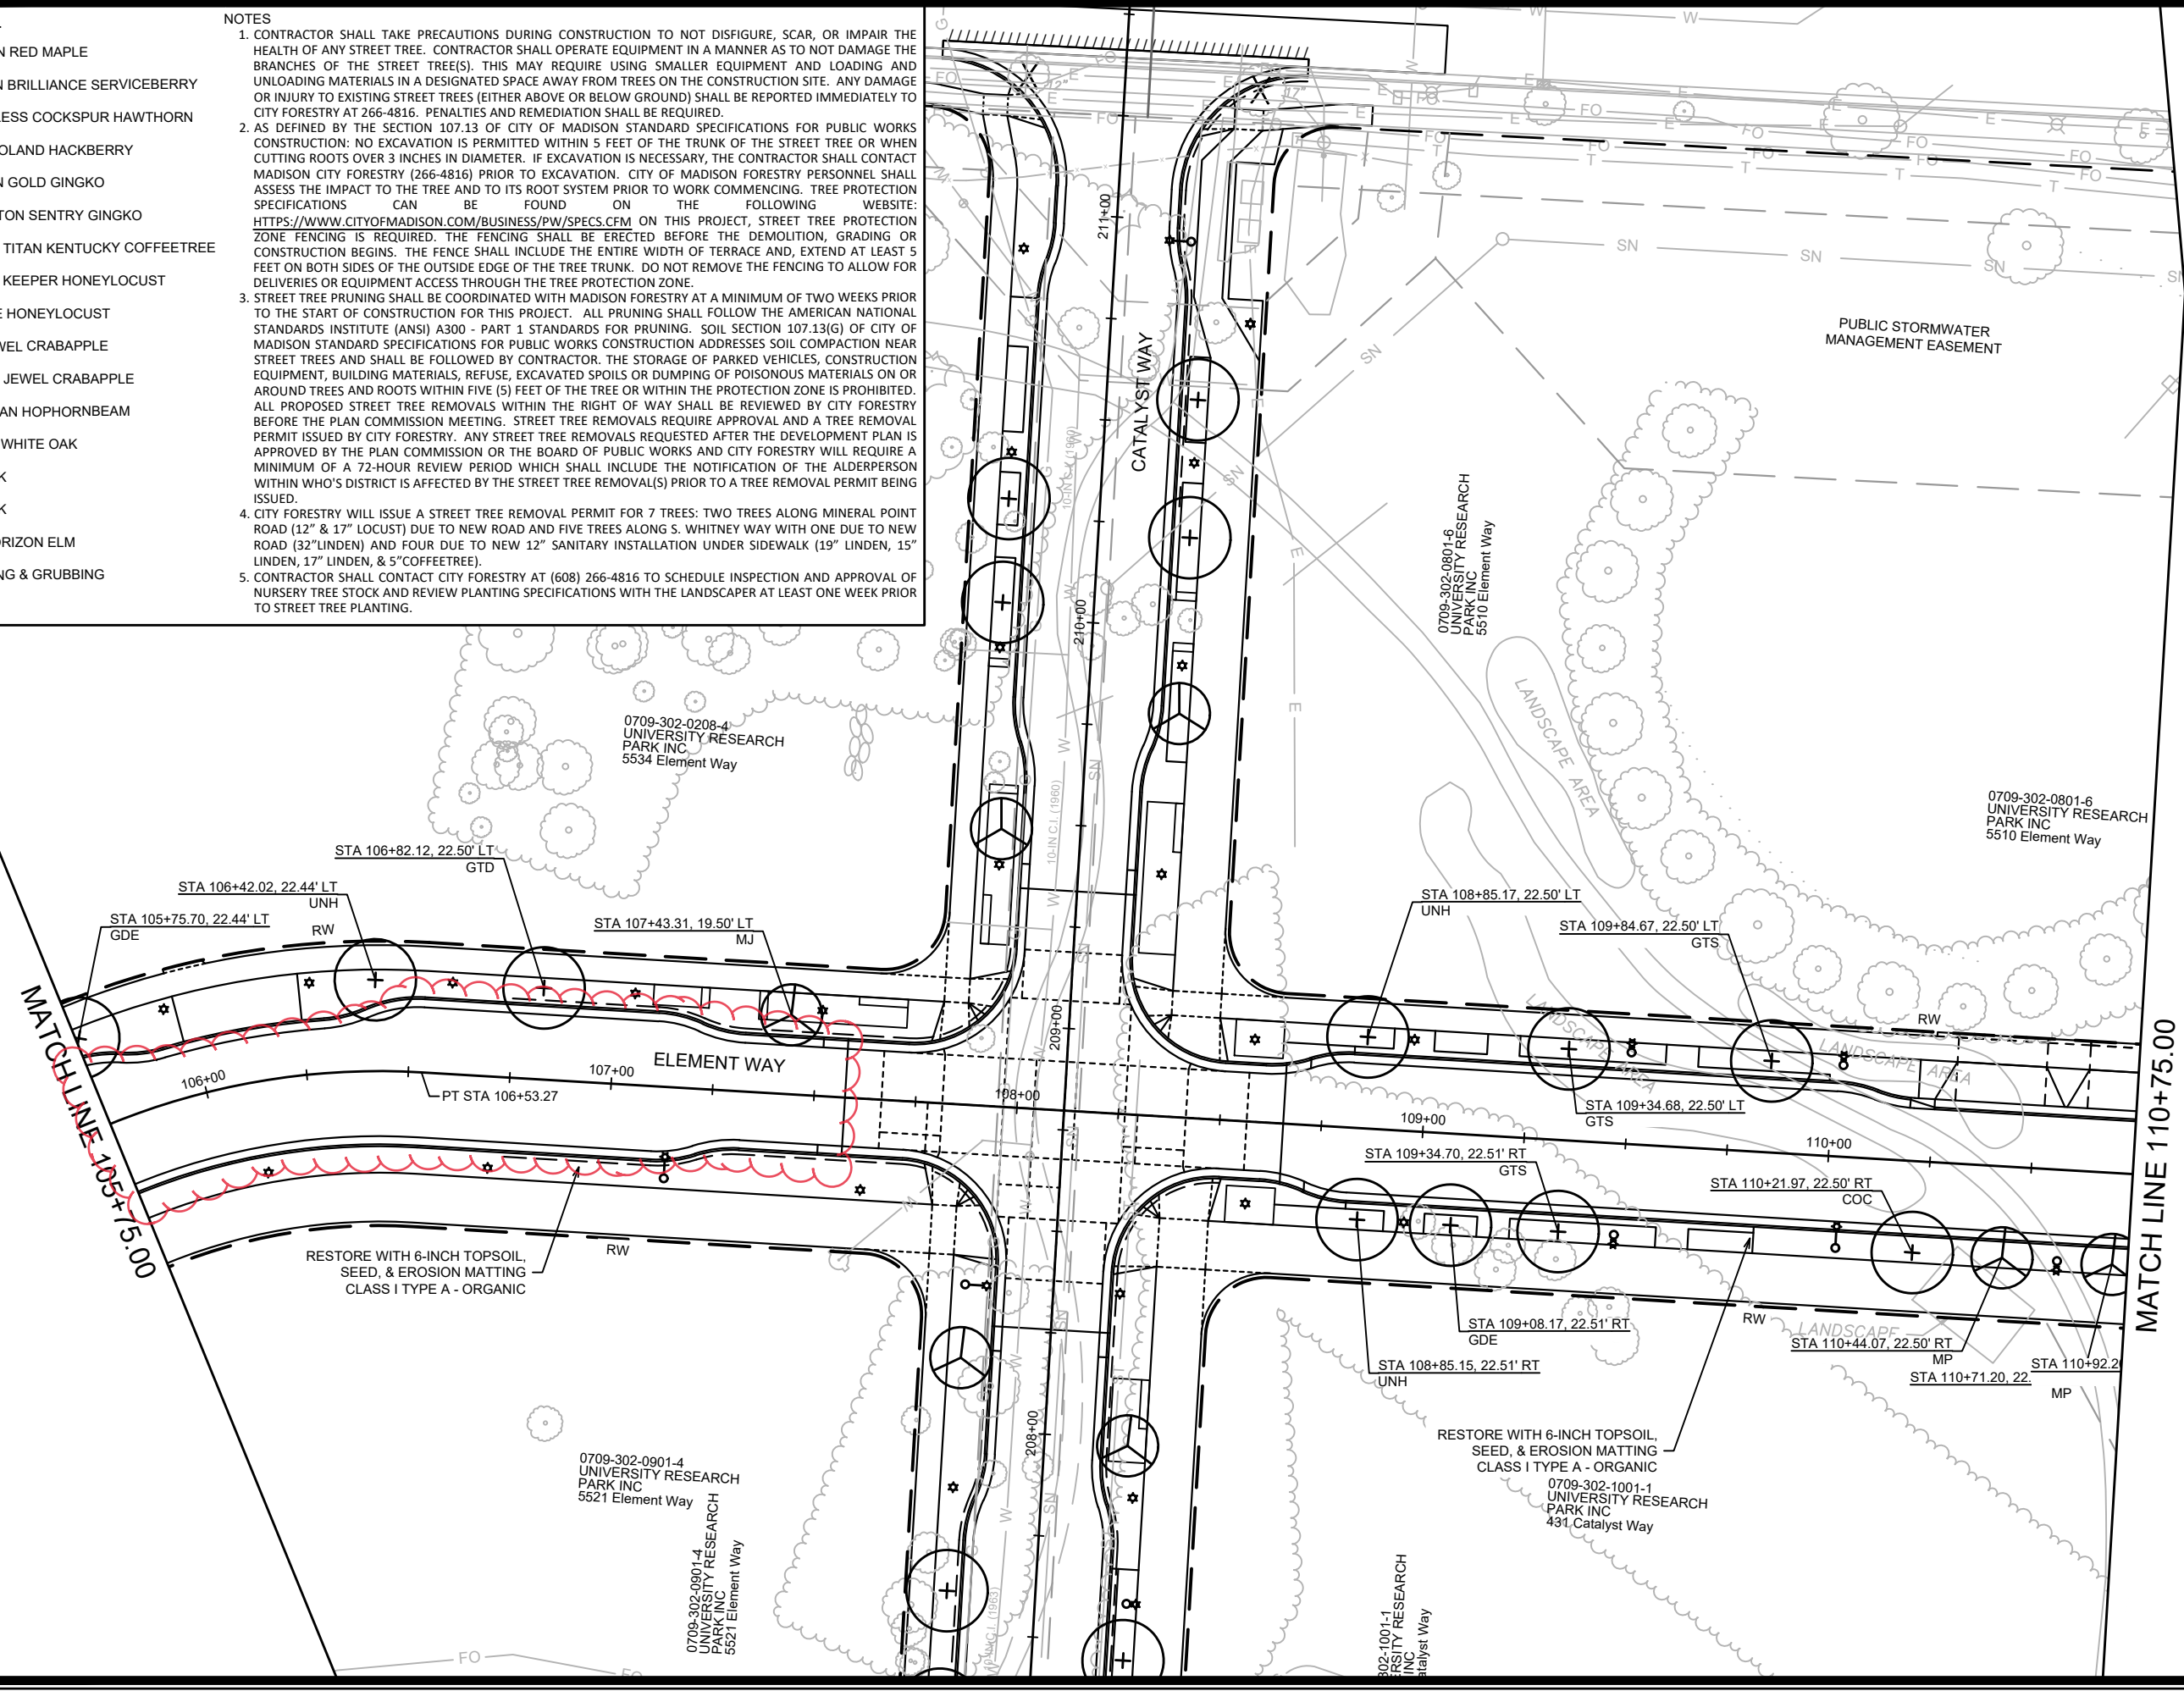 N RED MAPLE
N BRILLIANCE SERVICEBERRY
LESS COCKSPUR HAWTHORN
OLAND HACKBERRY
N GOLD GINGKO
TON SENTRY GINGKO
TITAN KENTUCKY COFFEETREE
KEEPER HONEYLOCUST
E HONEYLOCUST
WEL CRABAPPLE
JEWEL CRABAPPLE
AN HOPHORNBEAM
WHITE OAK
K
K
ORIZON ELM
NG & GRUBBING
NOTES
1. CONTRACTOR SHALL TAKE PRECAUTIONS DURING CONSTRUCTION TO NOT DISFIGURE, SCAR, OR IMPAIR THE
HEALTH OF ANY STREET TREE. CONTRACTOR SHALL OPERATE EQUIPMENT IN A MANNER AS TO NOT DAMAGE THE
BRANCHES OF THE STREET TREE(S). THIS MAY REQUIRE USING SMALLER EQUIPMENT AND LOADING AND
UNLOADING MATERIALS IN A DESIGNATED SPACE AWAY FROM TREES ON THE CONSTRUCTION SITE. ANY DAMAGE
OR INJURY TO EXISTING STREET TREES (EITHER ABOVE OR BELOW GROUND) SHALL BE REPORTED IMMEDIATELY TO
CITY FORESTRY AT 266-4816. PENALTIES AND REMEDIATION SHALL BE REQUIRED.
2. AS DEFINED BY THE SECTION 107.13 OF CITY OF MADISON STANDARD SPECIFICATIONS FOR PUBLIC WORKS
CONSTRUCTION: NO EXCAVATION IS PERMITTED WITHIN 5 FEET OF THE TRUNK OF THE STREET TREE OR WHEN
CUTTING ROOTS OVER 3 INCHES IN DIAMETER. IF EXCAVATION IS NECESSARY, THE CONTRACTOR SHALL CONTACT
MADISON CITY FORESTRY (266-4816) PRIOR TO EXCAVATION. CITY OF MADISON FORESTRY PERSONNEL SHALL
ASSESS THE IMPACT TO THE TREE AND TO ITS ROOT SYSTEM PRIOR TO WORK COMMENCING. TREE PROTECTION
SPECIFICATIONS CAN BE FOUND ON THE FOLLOWING WEBSITE:
HTTPS://WWW.CITYOFMADISON.COM/BUSINESS/PW/SPECS.CFM ON THIS PROJECT, STREET TREE PROTECTION
ZONE FENCING IS REQUIRED. THE FENCING SHALL BE ERECTED BEFORE THE DEMOLITION, GRADING OR
CONSTRUCTION BEGINS. THE FENCE SHALL INCLUDE THE ENTIRE WIDTH OF TERRACE AND, EXTEND AT LEAST 5
FEET ON BOTH SIDES OF THE OUTSIDE EDGE OF THE TREE TRUNK. DO NOT REMOVE THE FENCING TO ALLOW FOR
DELIVERIES OR EQUIPMENT ACCESS THROUGH THE TREE PROTECTION ZONE.
3. STREET TREE PRUNING SHALL BE COORDINATED WITH MADISON FORESTRY AT A MINIMUM OF TWO WEEKS PRIOR
TO THE START OF CONSTRUCTION FOR THIS PROJECT. ALL PRUNING SHALL FOLLOW THE AMERICAN NATIONAL
STANDARDS INSTITUTE (ANSI) A300 - PART 1 STANDARDS FOR PRUNING. SOIL SECTION 107.13(G) OF CITY OF
MADISON STANDARD SPECIFICATIONS FOR PUBLIC WORKS CONSTRUCTION ADDRESSES SOIL COMPACTION NEAR
STREET TREES AND SHALL BE FOLLOWED BY CONTRACTOR. THE STORAGE OF PARKED VEHICLES, CONSTRUCTION
EQUIPMENT, BUILDING MATERIALS, REFUSE, EXCAVATED SPOILS OR DUMPING OF POISONOUS MATERIALS ON OR
AROUND TREES AND ROOTS WITHIN FIVE (5) FEET OF THE TREE OR WITHIN THE PROTECTION ZONE IS PROHIBITED.
ALL PROPOSED STREET TREE REMOVALS WITHIN THE RIGHT OF WAY SHALL BE REVIEWED BY CITY FORESTRY
BEFORE THE PLAN COMMISSION MEETING. STREET TREE REMOVALS REQUIRE APPROVAL AND A TREE REMOVAL
PERMIT ISSUED BY CITY FORESTRY. ANY STREET TREE REMOVALS REQUESTED AFTER THE DEVELOPMENT PLAN IS
APPROVED BY THE PLAN COMMISSION OR THE BOARD OF PUBLIC WORKS AND CITY FORESTRY WILL REQUIRE A
MINIMUM OF A 72-HOUR REVIEW PERIOD WHICH SHALL INCLUDE THE NOTIFICATION OF THE ALDERPERSON
WITHIN WHO'S DISTRICT IS AFFECTED BY THE STREET TREE REMOVAL(S) PRIOR TO A TREE REMOVAL PERMIT BEING
ISSUED.
4. CITY FORESTRY WILL ISSUE A STREET TREE REMOVAL PERMIT FOR 7 TREES: TWO TREES ALONG MINERAL POINT
ROAD (12" & 17" LOCUST) DUE TO NEW ROAD AND FIVE TREES ALONG S. WHITNEY WAY WITH ONE DUE TO NEW
ROAD (32"LINDEN) AND FOUR DUE TO NEW 12" SANITARY INSTALLATION UNDER SIDEWALK (19" LINDEN, 15"
LINDEN, 17" LINDEN, & 5"COFFEETREE).
5. CONTRACTOR SHALL CONTACT CITY FORESTRY AT (608) 266-4816 TO SCHEDULE INSPECTION AND APPROVAL OF
NURSERY TREE STOCK AND REVIEW PLANTING SPECIFICATIONS WITH THE LANDSCAPER AT LEAST ONE WEEK PRIOR
TO STREET TREE PLANTING.
12"
17"
211+00
CATALYST WAY
210+00
PUBLIC STORMWATER
MANAGEMENT EASEMENT
0709-302-0801-6
UNIVERSITY RESEARCH
PARK INC
5510 Element Way
LANDSCAPE AREA
0709-302-0208-4
UNIVERSITY RESEARCH
PARK INC
5534 Element Way
0709-302-0801-6
UNIVERSITY RESEARCH
PARK INC
5510 Element Way
10-IN C.I. (1960)
10-IN C.I. (1960)
STA 106+82.12, 22.50' LT
GTD
STA 106+42.02, 22.44' LT
UNH
STA 105+75.70, 22.44' LT
GDE
RW
STA 107+43.31, 19.50' LT
MJ
STA 108+85.17, 22.50' LT
UNH
STA 109+84.67, 22.50' LT
GTS
LANDSCAPE AREA
RW
LANDSCAPE AREA
MATCH LINE 105+75.00
106+00
PT STA 106+53.27
107+00
ELEMENT WAY
108+00
209+00
109+00
STA 109+34.68, 22.50' LT
GTS
110+00
MATCH LINE 110+75.00
STA 109+34.70, 22.51' RT
GTS
STA 110+21.97, 22.50' RT
COC
RW
RESTORE WITH 6-INCH TOPSOIL,
SEED, & EROSION MATTING
CLASS I TYPE A - ORGANIC
STA 109+08.17, 22.51' RT
GDE
STA 108+85.15, 22.51' RT
UNH
RW
LANDSCAPE
STA 110+44.07, 22.50' RT
MP
STA 110+71.20, 22.
STA 110+92.2
MP
RESTORE WITH 6-INCH TOPSOIL,
SEED, & EROSION MATTING
CLASS I TYPE A - ORGANIC
0709-302-1001-1
UNIVERSITY RESEARCH
PARK INC
431 Catalyst Way
208+00
0709-302-0901-4
UNIVERSITY RESEARCH
PARK INC
5521 Element Way
0709-302-0901-4
UNIVERSITY RESEARCH
PARK INC
5521 Element Way
10-IN C.I. (1963)
302-1001-1
ERSITY RESEARCH
INC
atalyst Way